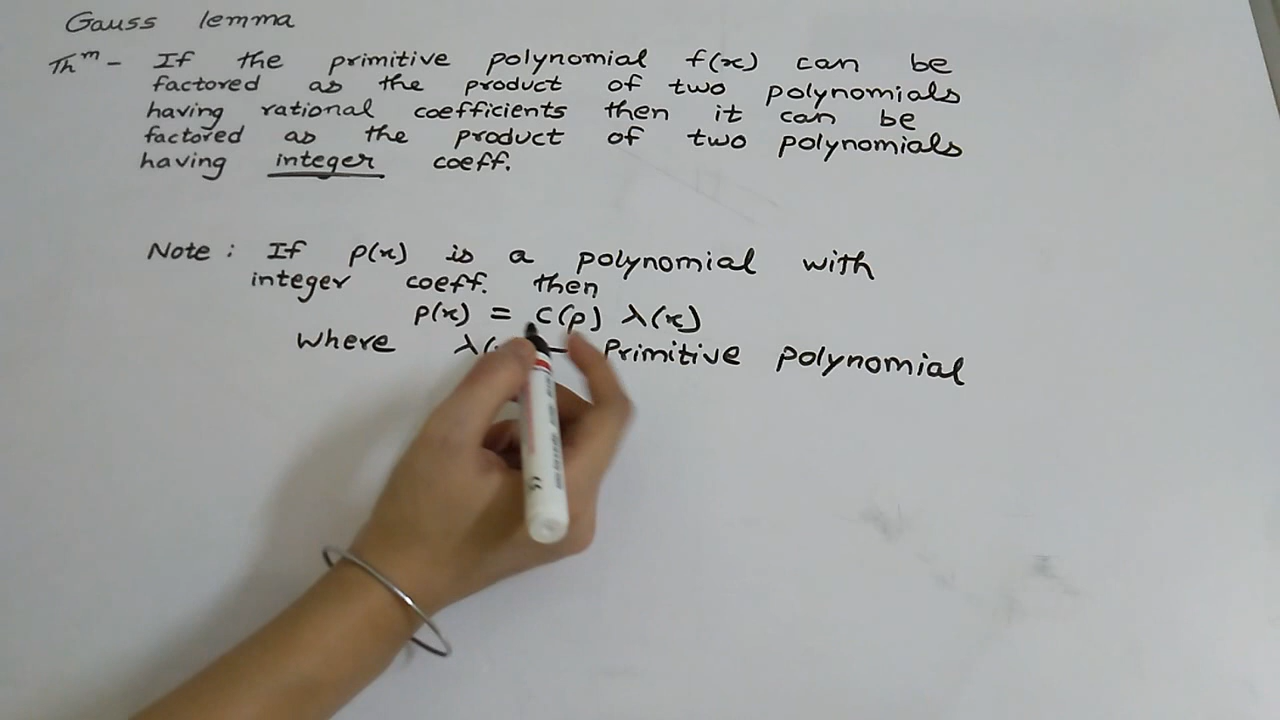 Gauss lemma
Thm - If the primitive polynomial f(x) can be
factored as the product of two polynomials
having rational coefficients then it can be
factored as the product of two polynomials
having integer coeff.
Note : If p(x) is a polynomial with
integer coeff. then
p(x) = c(p) λ(x)
where λ( Primitive polynomial